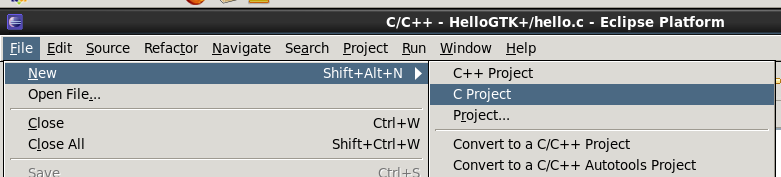 C/C++ - HelloGTK+/hello.c - Eclipse Platform
File Edit Source Refactor Navigate Search Project Run Window Help
New Shift+Alt+N
Open File...
Close Ctrl+W
Close All Shift+Ctrl+W
Save Ctrl+S
C++ Project
C Project
Project...
Convert to a C/C++ Project
Convert to a C/C++ Autotools Project